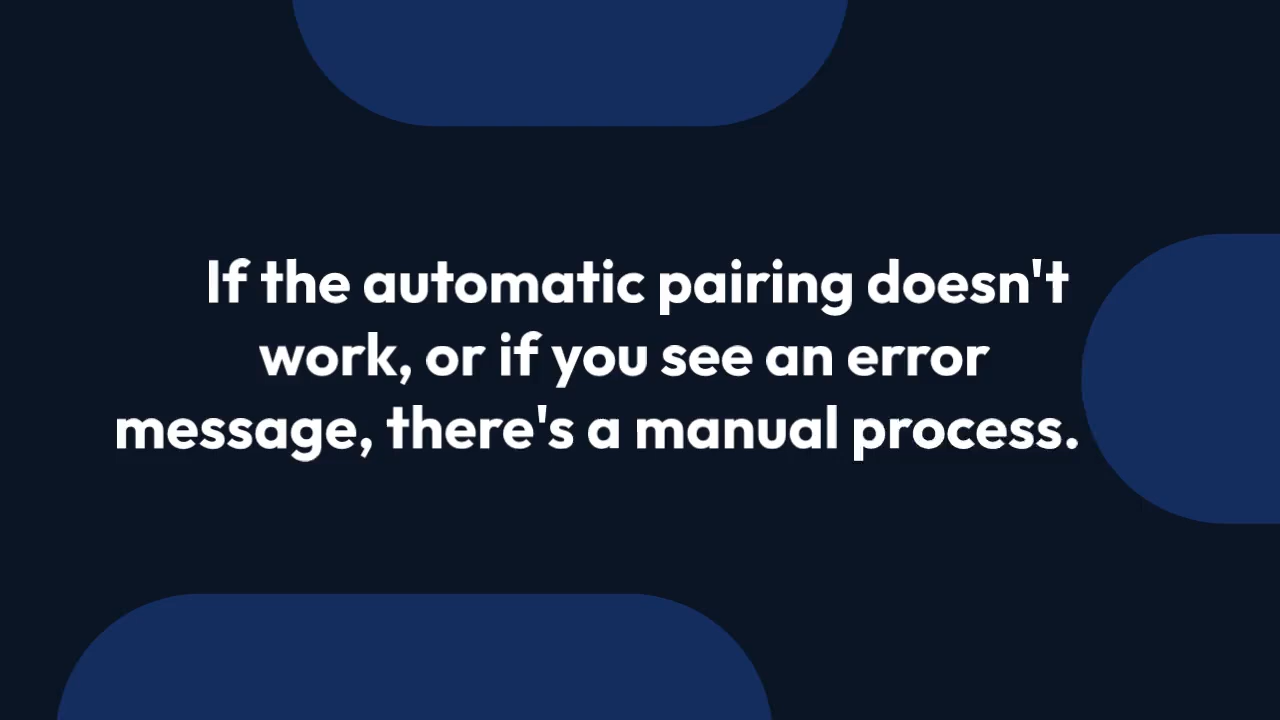 If the automatic pairing doesn't
work, or if you see an error
message, there's a manual process.